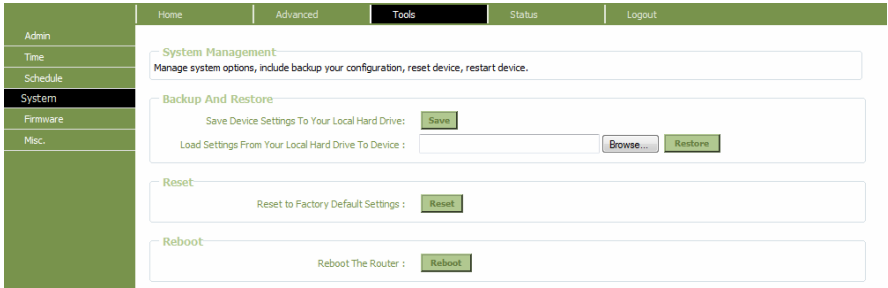 Home Advanced Tools Status Logout
Admin
Time
Schedule
System
Firmware
Misc.
System Management
Manage system options, include backup your configuration, reset device, restart device.
Backup And Restore
Save Device Settings To Your Local Hard Drive: Save
Load Settings From Your Local Hard Drive To Device : Browse... Restore
Reset
Reset to Factory Default Settings : Reset
Reboot
Reboot The Router : Reboot